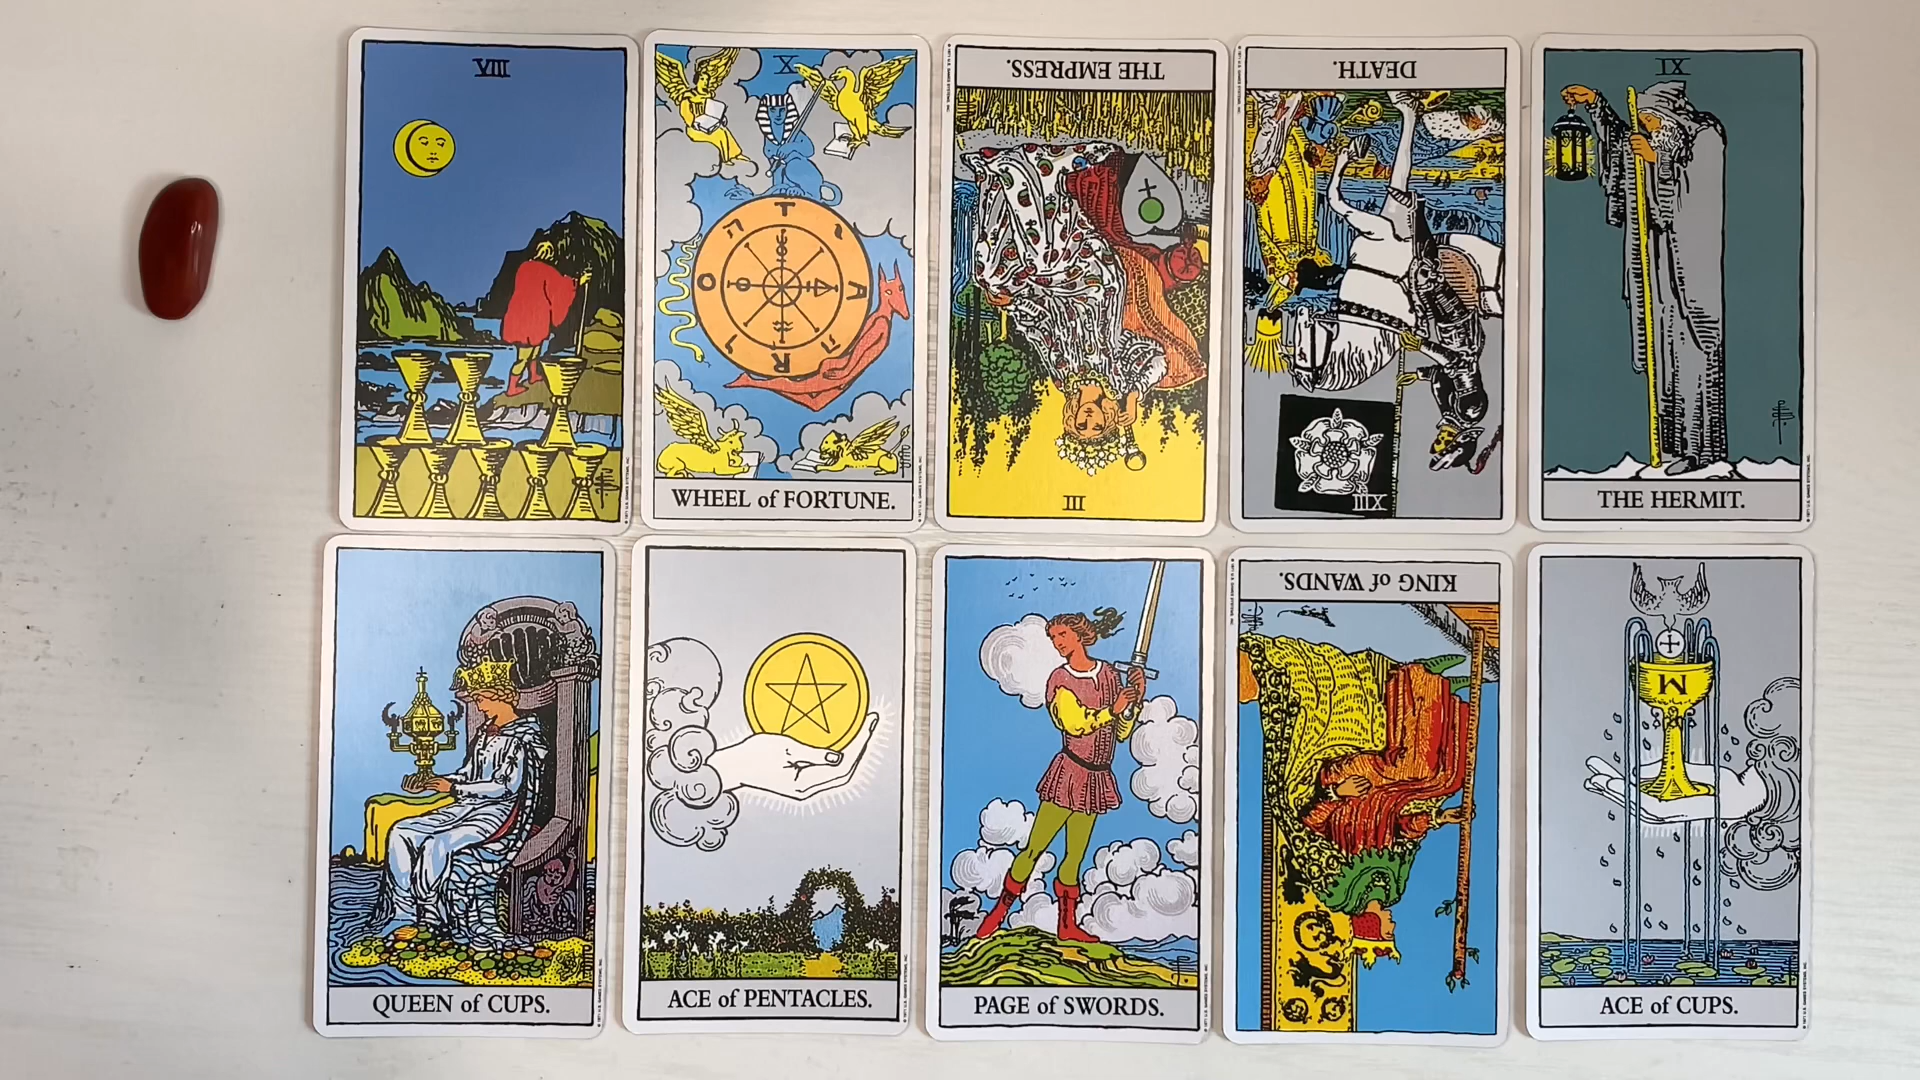 VIII
X
T
A
R
O
WHEEL of FORTUNE.
THE EMPRESS.
III
DEATH.
XIII
IX
THE HERMIT.
QUEEN of CUPS.
ACE of PENTACLES.
PAGE of SWORDS.
KING of WANDS.
W
ACE of CUPS.